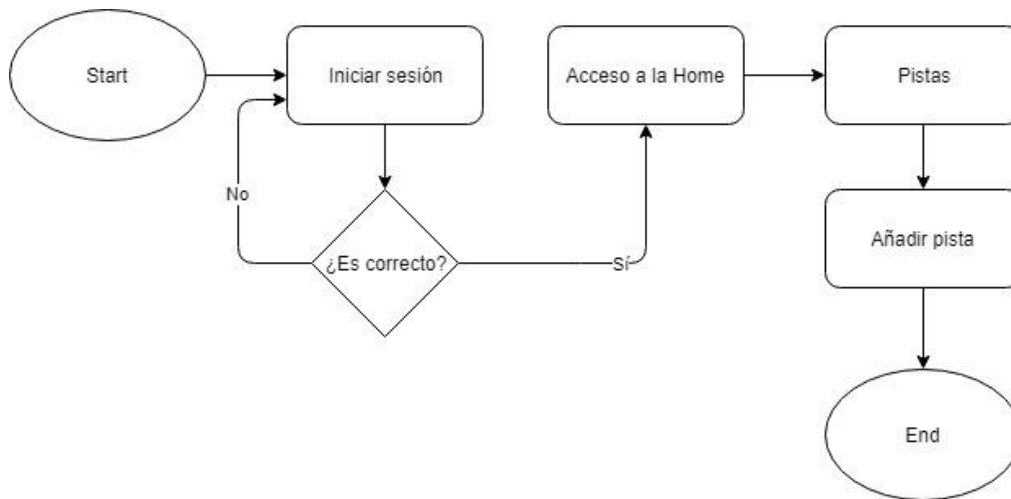 Start
Iniciar sesión
Acceso a la Home
Pistas
No
Añadir pista
¿Es correcto?
Sí
End